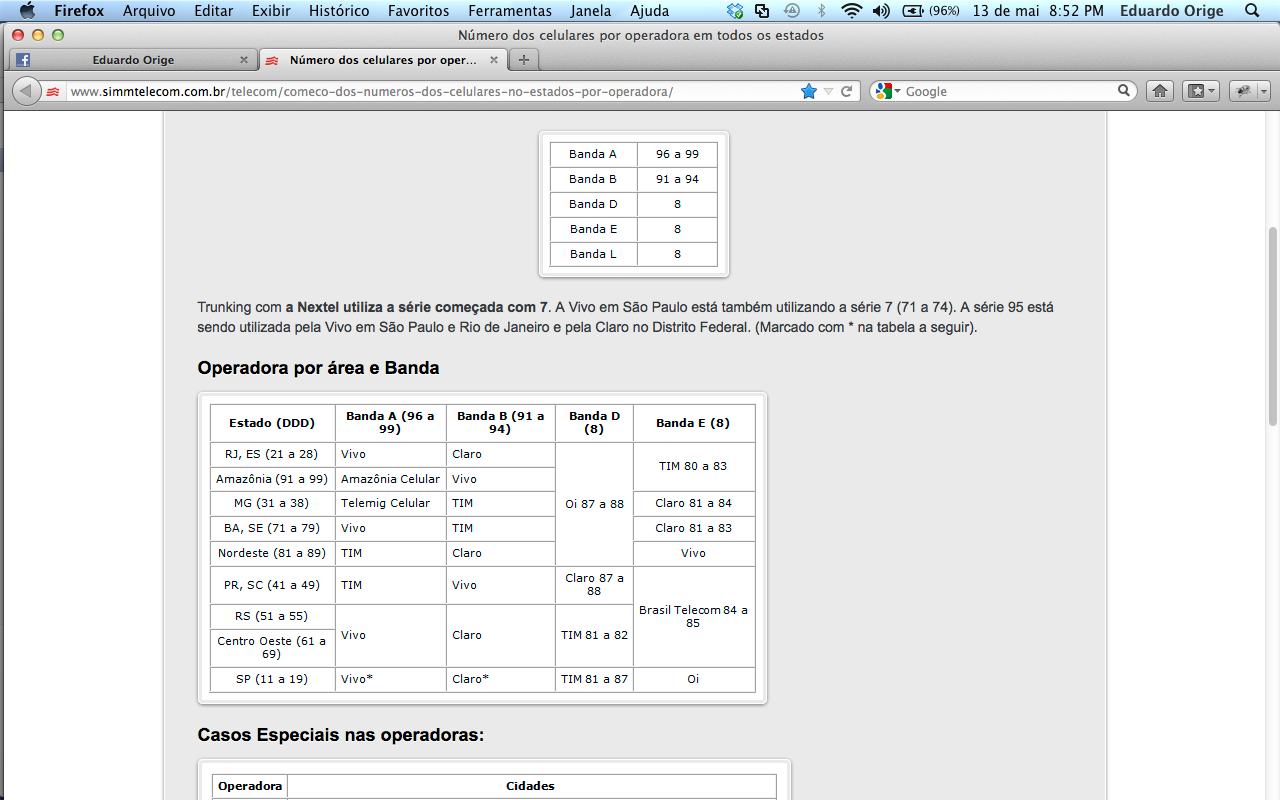 Firefox Arquivo Editar Exibir Histórico Favoritos Ferramentas Janela Ajuda (96%) 13 de mai 8:52 PM Eduardo Orige
Número dos celulares por operadora em todos os estados
Eduardo Orige Número dos celulares por oper...
www.simmtelecom.com.br/telecom/comeco-dos-numeros-dos-celulares-no-estados-por-operadora/ Google
Banda A 96 a 99
Banda B 91 a 94
Banda D 8
Banda E 8
Banda L 8
Trunking com a Nextel utiliza a série começada com 7. A Vivo em São Paulo está também utilizando a série 7 (71 a 74). A série 95 está
sendo utilizada pela Vivo em São Paulo e Rio de Janeiro e pela Claro no Distrito Federal. (Marcado com * na tabela a seguir).
Operadora por área e Banda
Estado (DDD) Banda A (96 a 99) Banda B (91 a 94) Banda D (8) Banda E (8)
RJ, ES (21 a 28) Vivo Claro Oi 87 a 88 TIM 80 a 83
Amazônia (91 a 99) Amazônia Celular Vivo
MG (31 a 38) Telemig Celular TIM Claro 81 a 84
BA, SE (71 a 79) Vivo TIM Claro 81 a 83
Nordeste (81 a 89) TIM Claro Vivo
PR, SC (41 a 49) TIM Vivo Claro 87 a 88 Brasil Telecom 84 a 85
RS (51 a 55) Vivo Claro TIM 81 a 82
Centro Oeste (61 a 69)
SP (11 a 19) Vivo* Claro* TIM 81 a 87 Oi
Casos Especiais nas operadoras:
Operadora Cidades